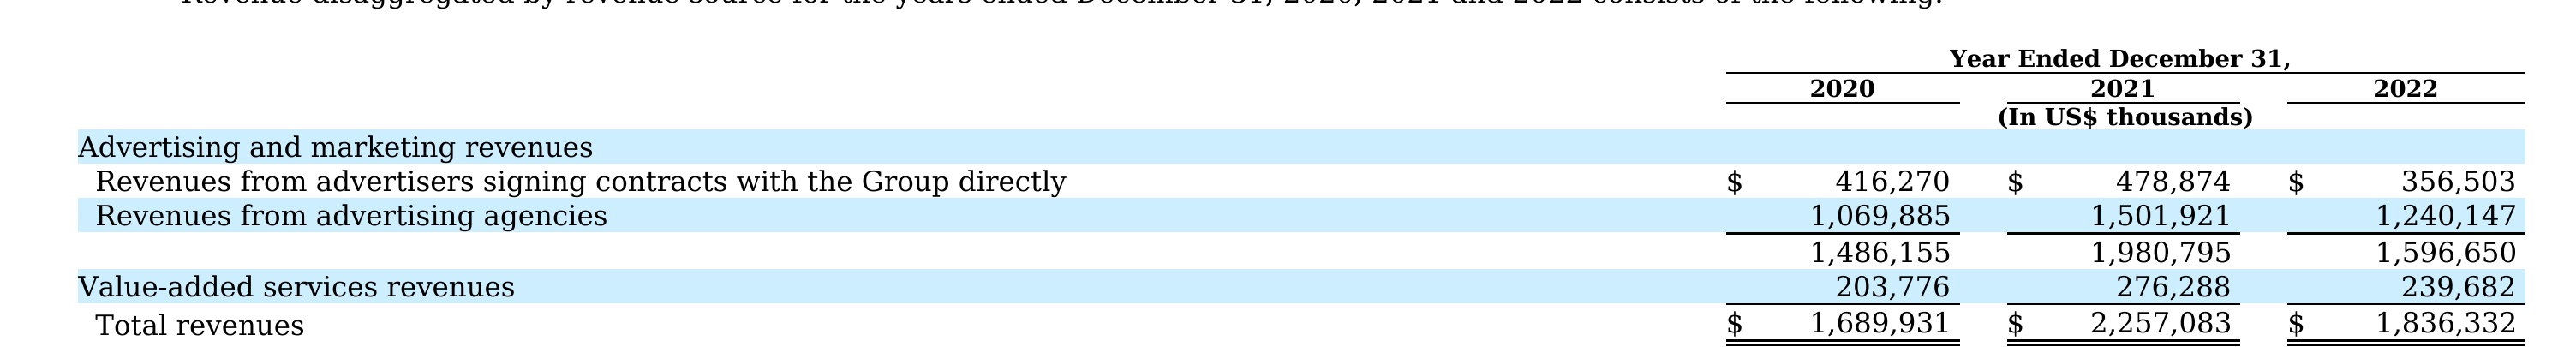 Revenue disaggregated by revenue source for the years ended December 31, 2020, 2021 and 2022 consists of the following:
Year Ended December 31,
2020 2021 2022
(In US$ thousands)
Advertising and marketing revenues
Revenues from advertisers signing contracts with the Group directly $ 416,270 $ 478,874 $ 356,503
Revenues from advertising agencies 1,069,885 1,501,921 1,240,147
1,486,155 1,980,795 1,596,650
Value-added services revenues 203,776 276,288 239,682
Total revenues $ 1,689,931 $ 2,257,083 $ 1,836,332